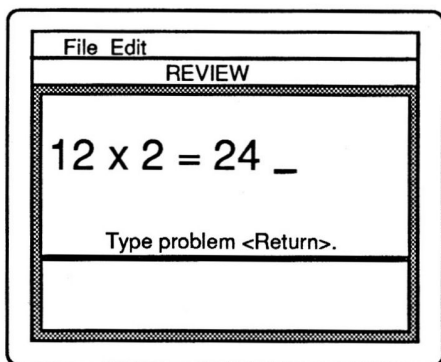 File Edit
REVIEW
12 x 2 = 24 _
Type problem <Return>.